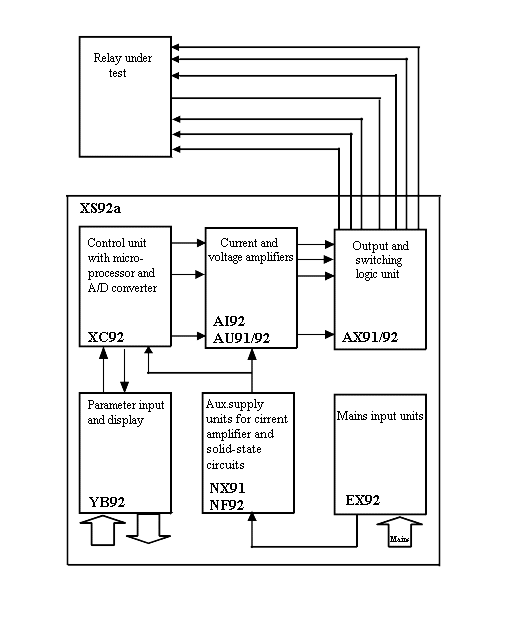 Relay under
test
XS92a
Control unit
with micro-
processor and
A/D converter
XC92
Current and
voltage amplifiers
AI92
AU91/92
Output and
switching
logic unit
AX91/92
Parameter input
and display
YB92
Aux.supply
units for cirrent
amplifier and
solid-state
circuits
NX91
NF92
Mains input units
EX92
Mains